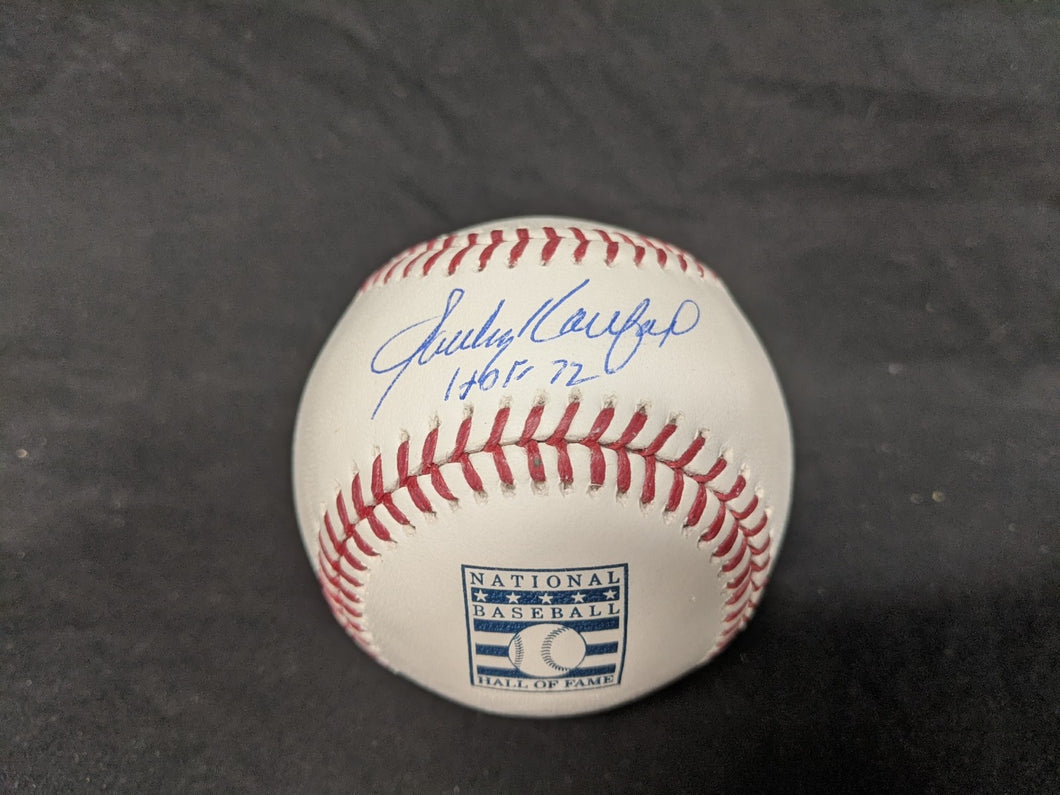 Sandy Koufax
HOF 72
NATIONAL
BASEBALL
HALL OF FAME